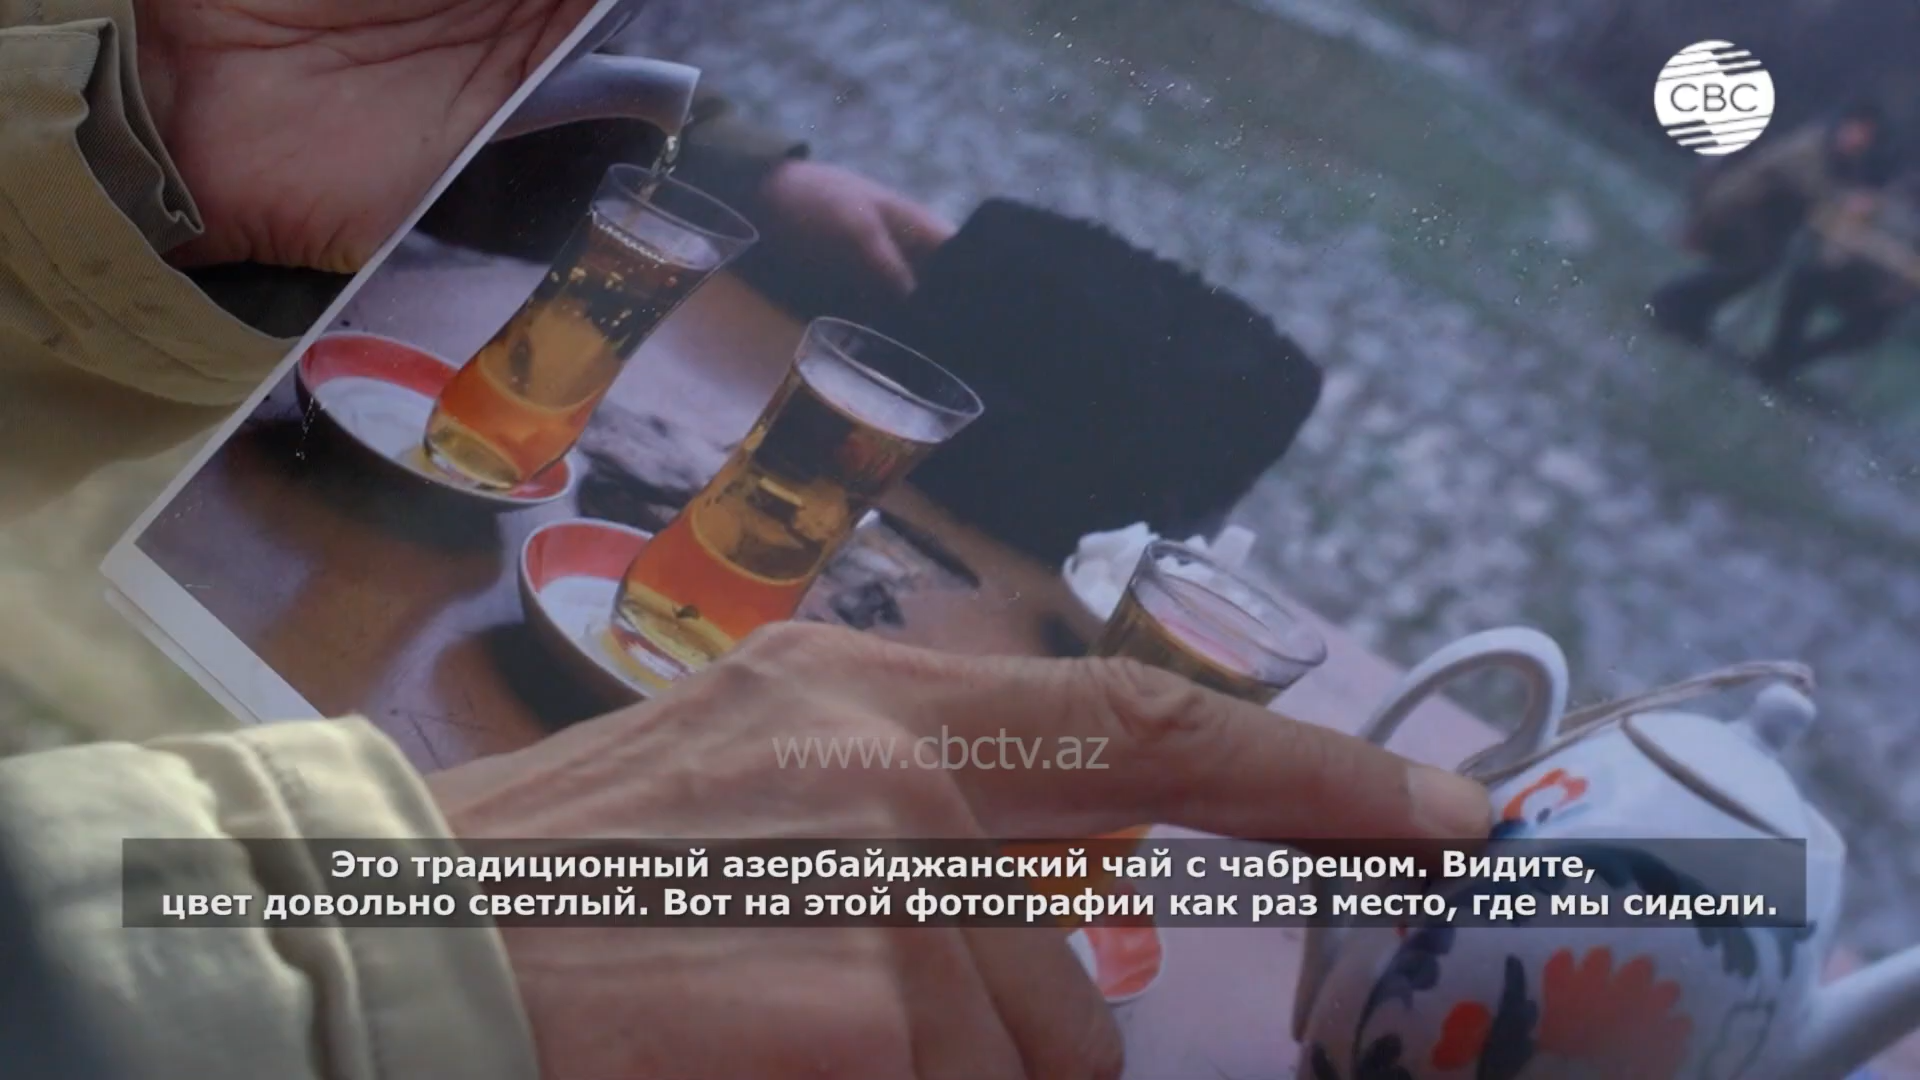 CBC
www.cbctv.az
Это традиционный азербайджанский чай с чабрецом. Видите,
цвет довольно светлый. Вот на этой фотографии как раз место, где мы сидели.